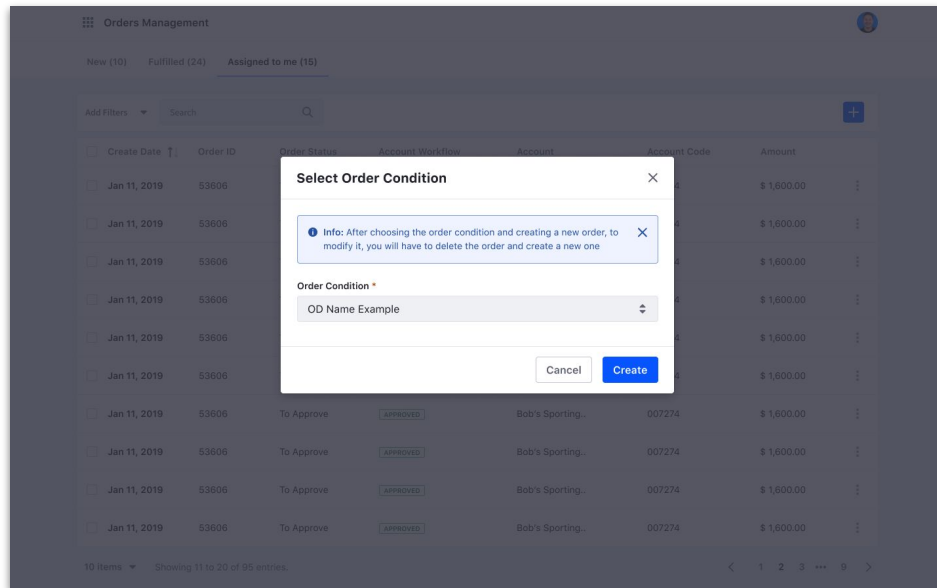 Orders Management
New (10) Fulfilled (24) Assigned to me (15)
Add Filters Search
Create Date Order ID Order Status Account Workflow Account Account Code Amount
Select Order Condition
Jan 11, 2019 53606 4 $ 1,600.00
Jan 11, 2019 53606 4 $ 1,600.00
Info: After choosing the order condition and creating a new order, to
modify it, you will have to delete the order and create a new one
Jan 11, 2019 53606 4 $ 1,600.00
Order Condition *
Jan 11, 2019 53606 4 $ 1,600.00
OD Name Example
Jan 11, 2019 53606 4 $ 1,600.00
Cancel Create
Jan 11, 2019 53606 4 $ 1,600.00
Jan 11, 2019 53606 To Approve APPROVED Bob's Sporting.. 007274 $ 1,600.00
Jan 11, 2019 53606 To Approve APPROVED Bob's Sporting.. 007274 $ 1,600.00
Jan 11, 2019 53606 To Approve APPROVED Bob's Sporting.. 007274 $ 1,600.00
Jan 11, 2019 53606 To Approve APPROVED Bob's Sporting.. 007274 $ 1,600.00
10 items Showing 11 to 20 of 95 entries. 1 2 3 ••• 9